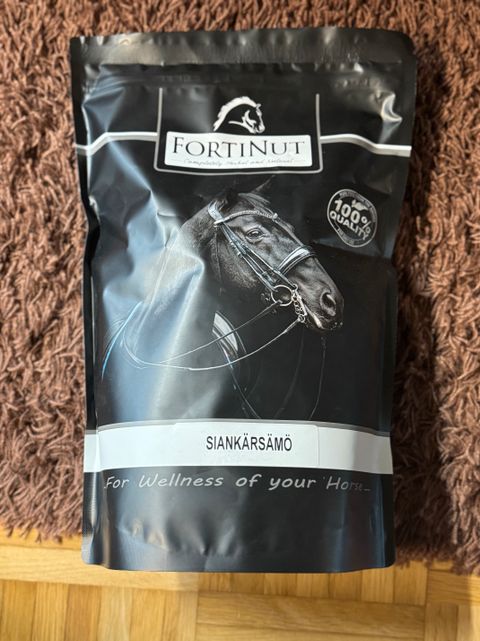 FORTINUT
Completely Herbal and Natural
100%
QUALITY
SIANKÄRSÄMÖ
For Wellness of your Horse